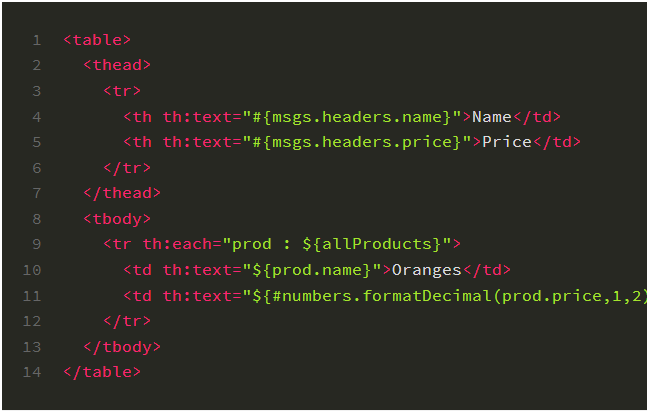 1 <table>
2 <thead>
3 <tr>
4 <th th:text="#{msgs.headers.name}">Name</td>
5 <th th:text="#{msgs.headers.price}">Price</td>
6 </tr>
7 </thead>
8 <tbody>
9 <tr th:each="prod : ${allProducts}">
10 <td th:text="${prod.name}">Oranges</td>
11 <td th:text="${#numbers.formatDecimal(prod.price,1,2)
12 </tr>
13 </tbody>
14 </table>